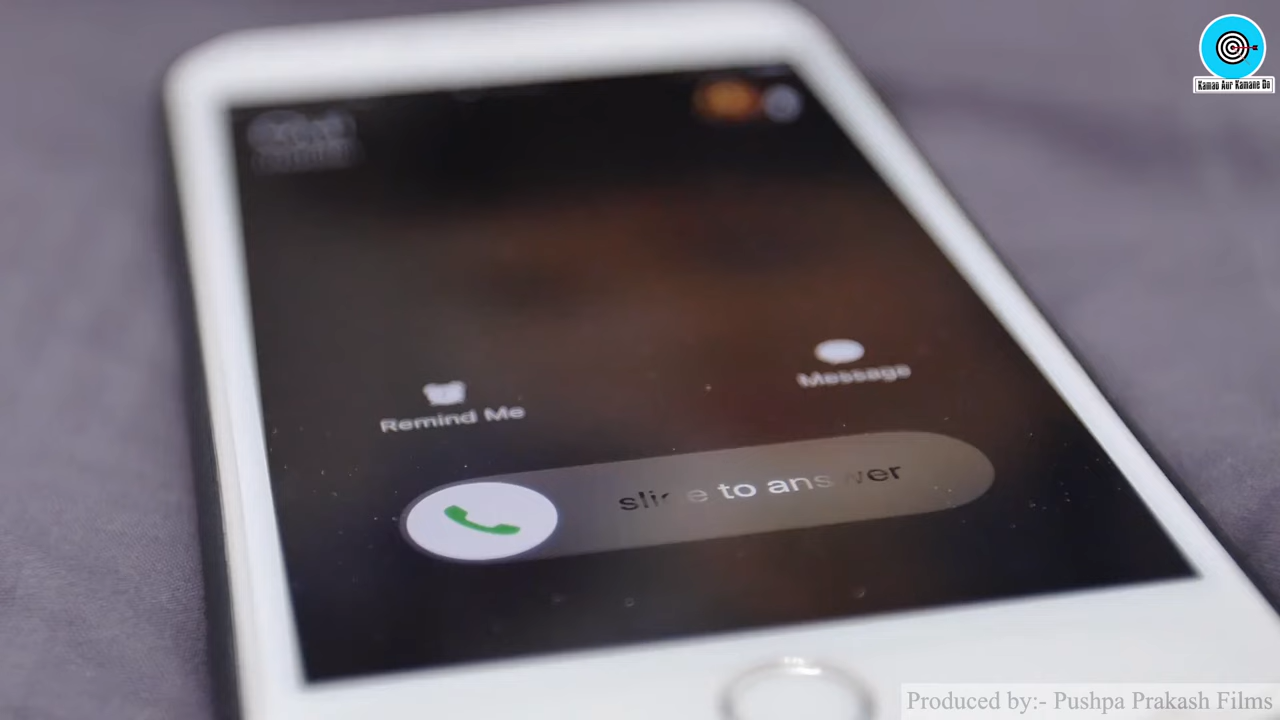 Kamao Aur Kamane Do
Remind Me
Message
slide to answer
Produced by:- Pushpa Prakash Films